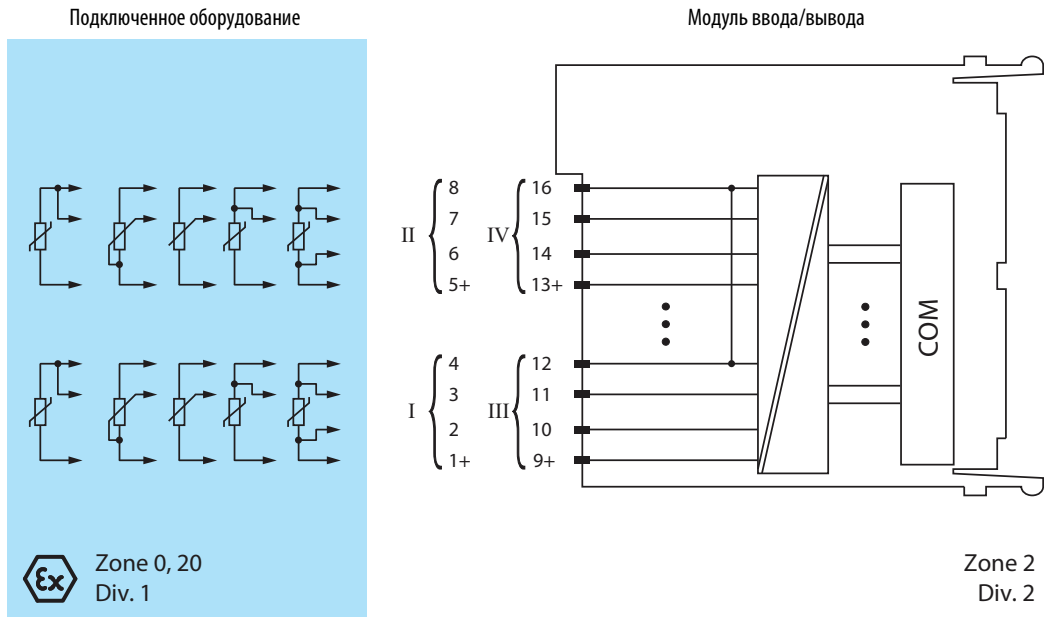 Подключенное оборудование
Модуль ввода/вывода
II
8
7
6
5+
IV
16
15
14
13+
I
4
3
2
1+
III
12
11
10
9+
COM
Ex
Zone 0, 20
Div. 1
Zone 2
Div. 2